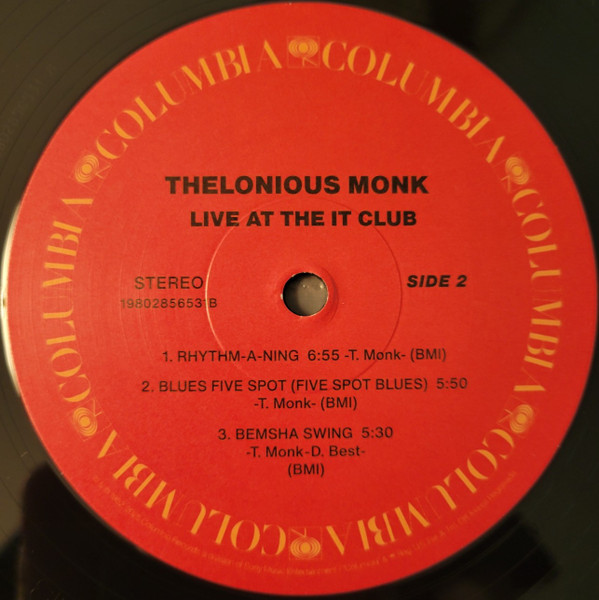 COLUMBIA COLUMBIA COLUMBIA COLUMBIA COLUMBIA COLUMBIA
THELONIOUS MONK
LIVE AT THE IT CLUB
STEREO
SIDE 2
19802856531B
1. RHYTHM-A-NING 6:55 -T. Monk- (BMI)
2. BLUES FIVE SPOT (FIVE SPOT BLUES) 5:50
-T. Monk- (BMI)
3. BEMSHA SWING 5:30
-T. Monk-D. Best-
(BMI)